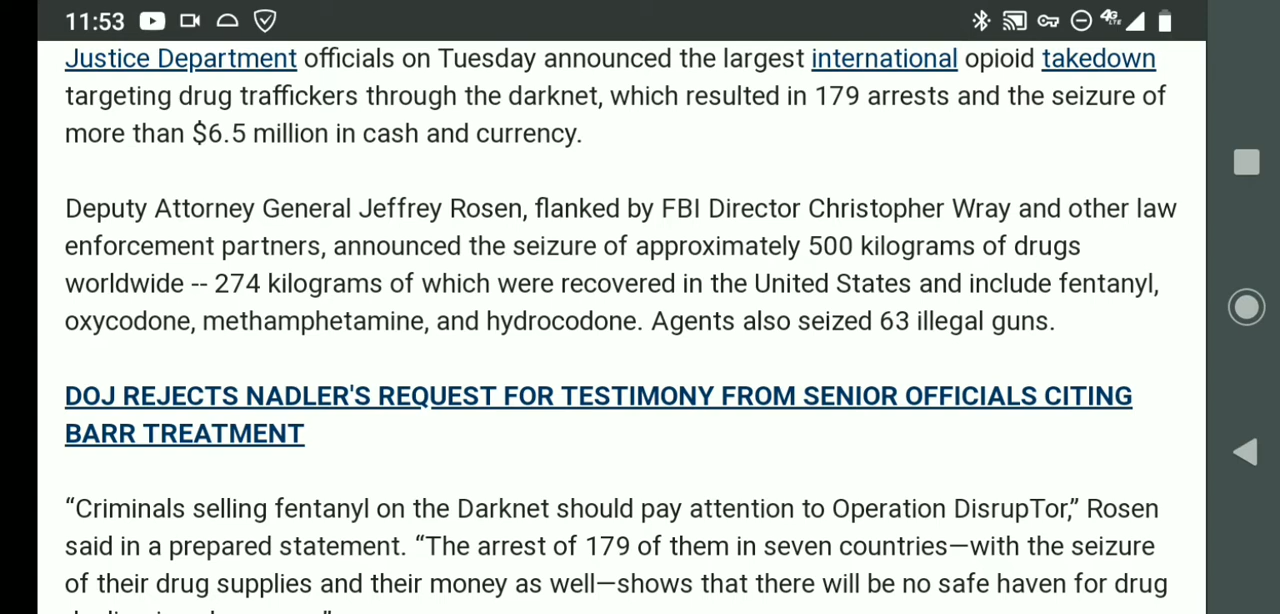 11:53
4G
LTE
Justice Department officials on Tuesday announced the largest international opioid takedown
targeting drug traffickers through the darknet, which resulted in 179 arrests and the seizure of
more than $6.5 million in cash and currency.
Deputy Attorney General Jeffrey Rosen, flanked by FBI Director Christopher Wray and other law
enforcement partners, announced the seizure of approximately 500 kilograms of drugs
worldwide -- 274 kilograms of which were recovered in the United States and include fentanyl,
oxycodone, methamphetamine, and hydrocodone. Agents also seized 63 illegal guns.
DOJ REJECTS NADLER'S REQUEST FOR TESTIMONY FROM SENIOR OFFICIALS CITING
BARR TREATMENT
“Criminals selling fentanyl on the Darknet should pay attention to Operation DisrupTor,” Rosen
said in a prepared statement. “The arrest of 179 of them in seven countries—with the seizure
of their drug supplies and their money as well—shows that there will be no safe haven for drug